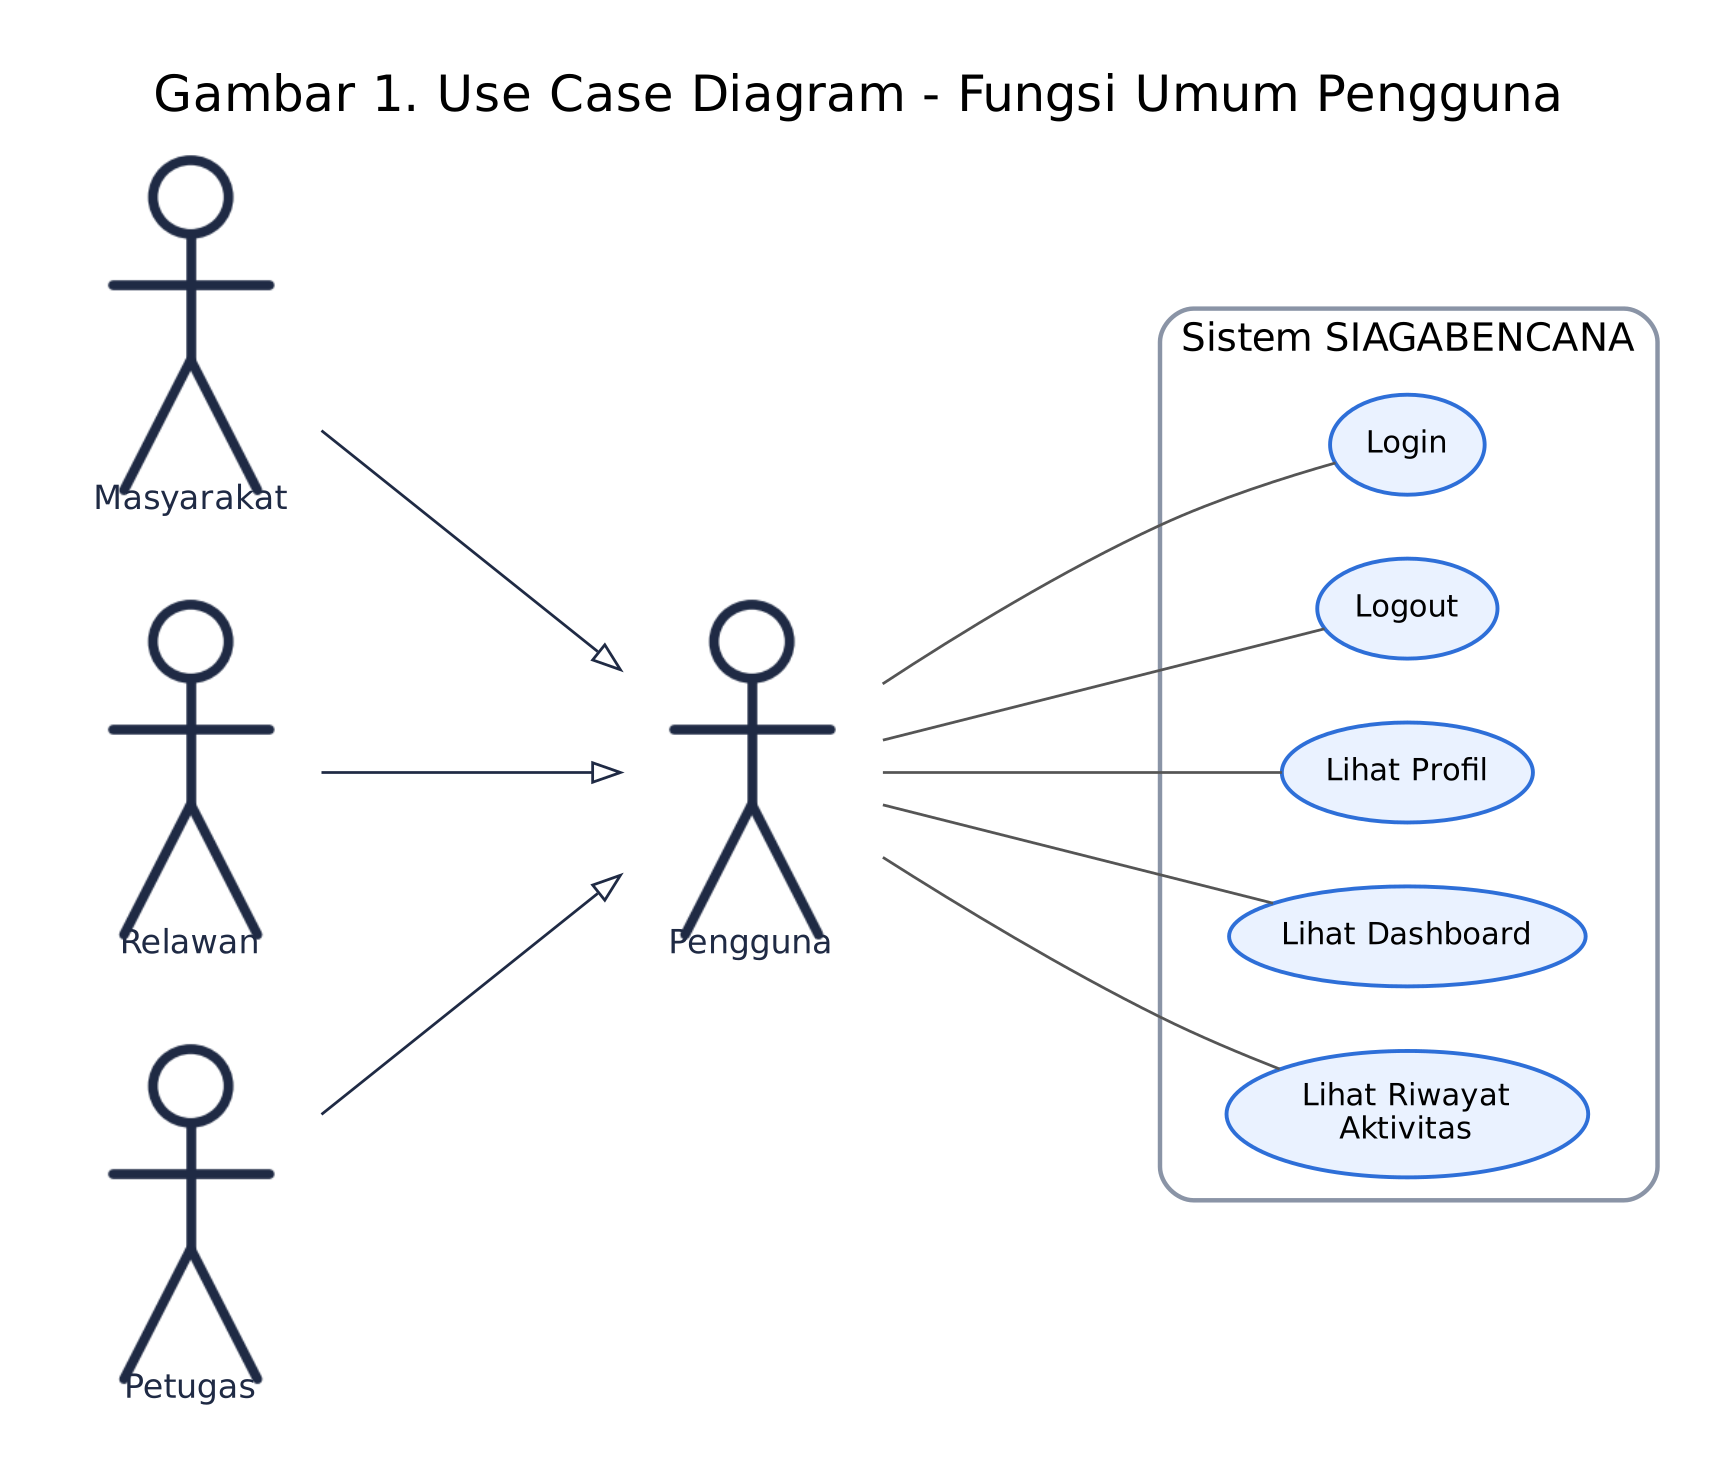 Gambar 1. Use Case Diagram - Fungsi Umum Pengguna
Masyarakat
Relawan
Petugas
Pengguna
Sistem SIAGABENCANA
Login
Logout
Lihat Profil
Lihat Dashboard
Lihat Riwayat
Aktivitas